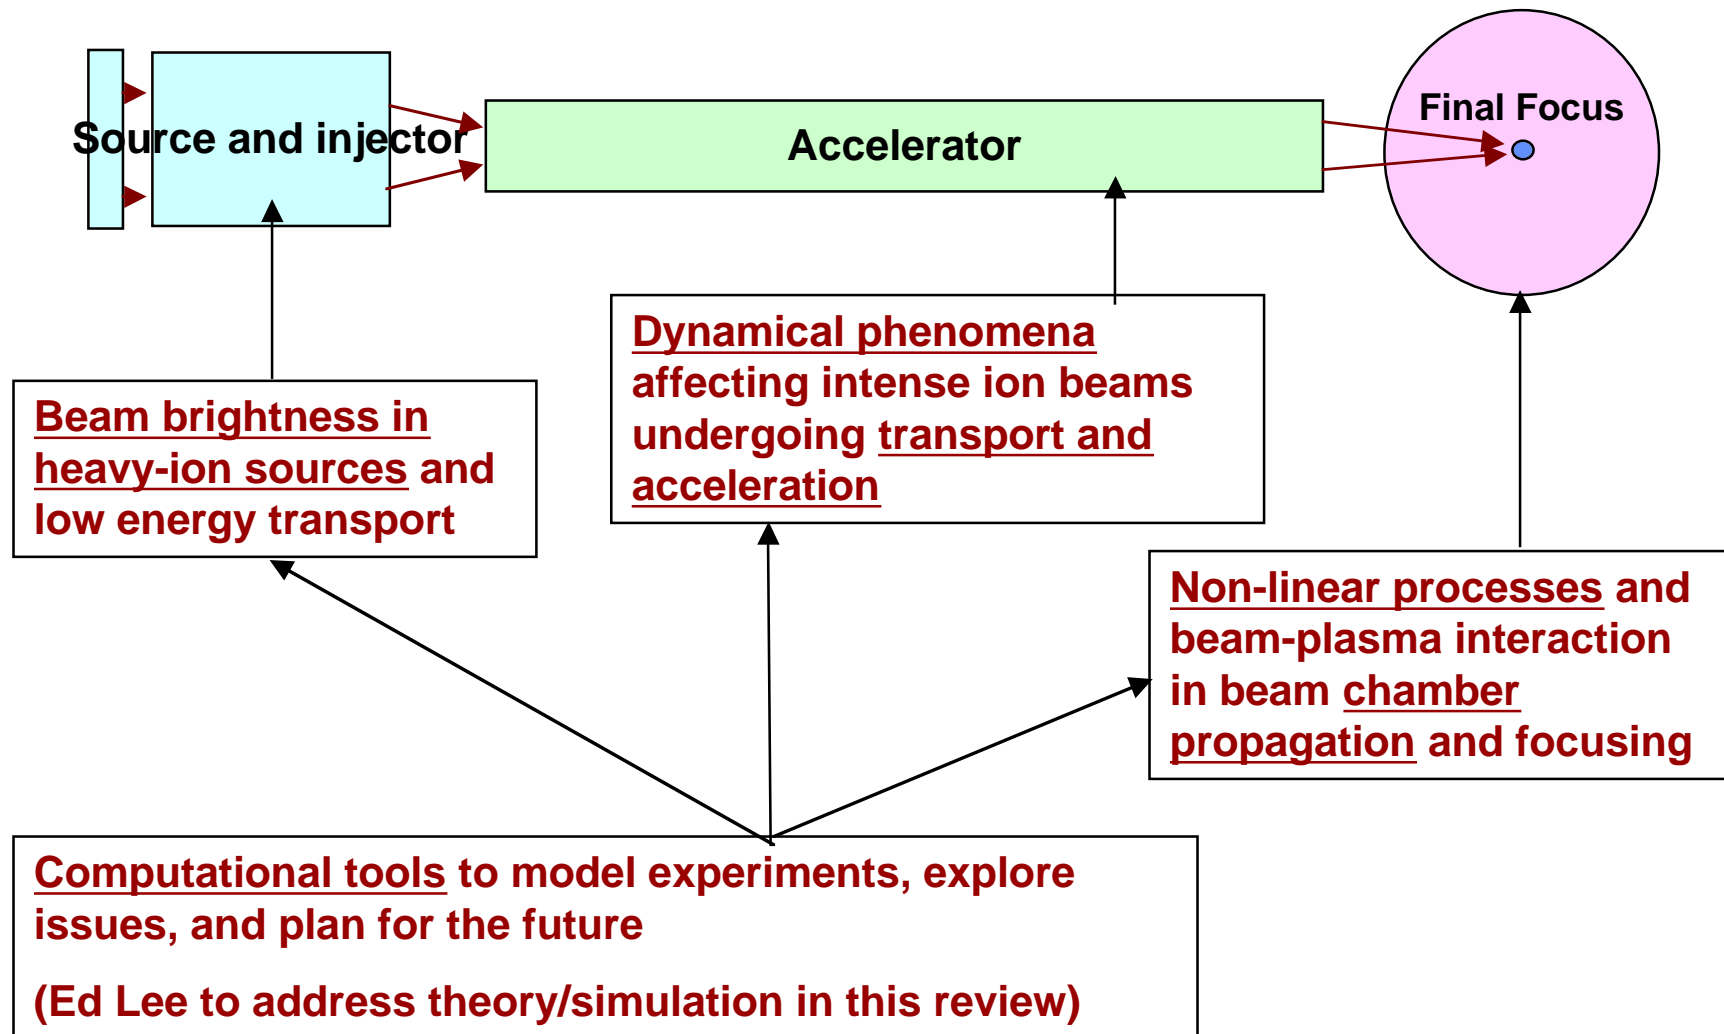 Source and injector
Accelerator
Final Focus
Beam brightness in
heavy-ion sources and
low energy transport
Dynamical phenomena
affecting intense ion beams
undergoing transport and
acceleration
Non-linear processes and
beam-plasma interaction
in beam chamber
propagation and focusing
Computational tools to model experiments, explore
issues, and plan for the future
(Ed Lee to address theory/simulation in this review)